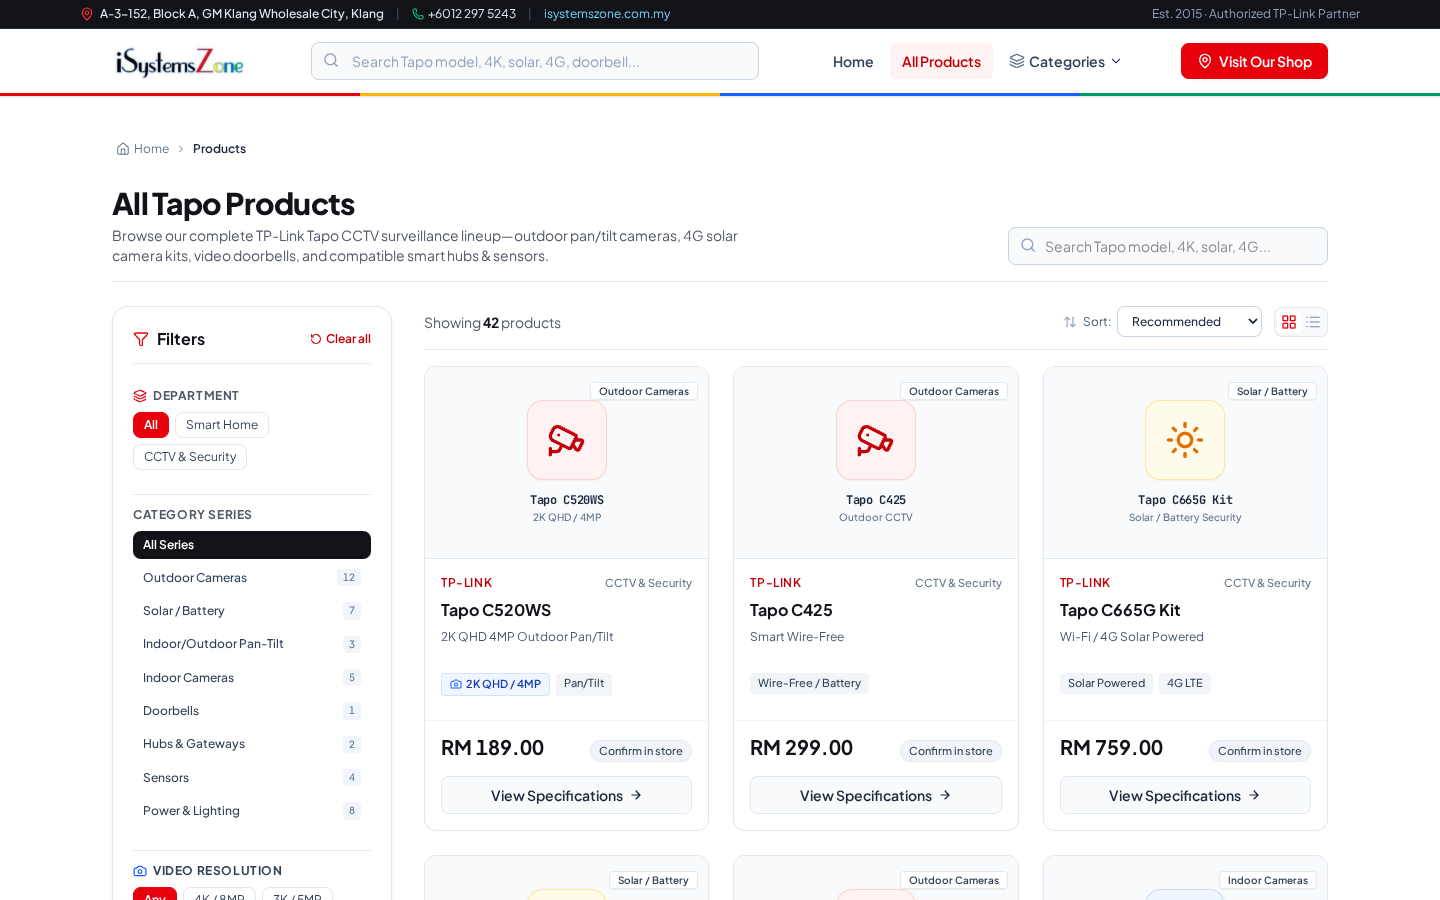 A-3-152, Block A, GM Klang Wholesale City, Klang | +6012 297 5243 | isystemszone.com.my
Est. 2015 · Authorized TP-Link Partner
iSystemsZone
Search Tapo model, 4K, solar, 4G, doorbell...
Home
All Products
Categories
Visit Our Shop
Home > Products
All Tapo Products
Browse our complete TP-Link Tapo CCTV surveillance lineup—outdoor pan/tilt cameras, 4G solar
camera kits, video doorbells, and compatible smart hubs & sensors.
Search Tapo model, 4K, solar, 4G...
Filters
Clear all
DEPARTMENT
All
Smart Home
CCTV & Security
CATEGORY SERIES
All Series
Outdoor Cameras 12
Solar / Battery 7
Indoor/Outdoor Pan-Tilt 3
Indoor Cameras 5
Doorbells 1
Hubs & Gateways 2
Sensors 4
Power & Lighting 8
VIDEO RESOLUTION
Any
4K / 8MP
3K / 5MP
Showing 42 products
Sort: Recommended
Outdoor Cameras
Tapo C520WS
2K QHD / 4MP
TP-LINK
CCTV & Security
Tapo C520WS
2K QHD 4MP Outdoor Pan/Tilt
2K QHD / 4MP
Pan/Tilt
RM 189.00
Confirm in store
View Specifications
Outdoor Cameras
Tapo C425
Outdoor CCTV
TP-LINK
CCTV & Security
Tapo C425
Smart Wire-Free
Wire-Free / Battery
RM 299.00
Confirm in store
View Specifications
Solar / Battery
Tapo C665G Kit
Solar / Battery Security
TP-LINK
CCTV & Security
Tapo C665G Kit
Wi-Fi / 4G Solar Powered
Solar Powered
4G LTE
RM 759.00
Confirm in store
View Specifications
Solar / Battery
Outdoor Cameras
Indoor Cameras